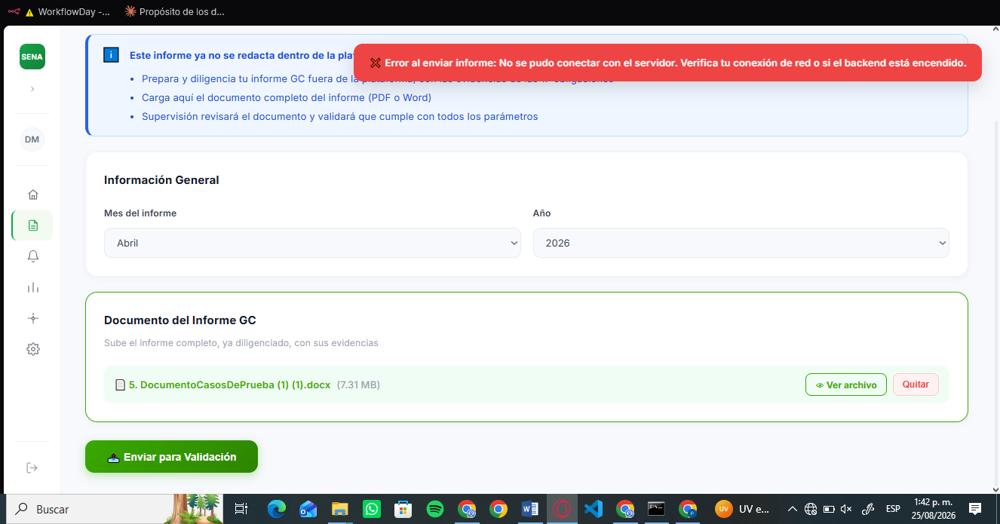 WorkflowDay -...
Propósito de los d...
SENA
DM
Este informe ya no se redacta dentro de la pla
Error al enviar informe: No se pudo conectar con el servidor. Verifica tu conexión de red o si el backend está encendido.
Prepara y diligencia tu informe GC fuera de la
Carga aquí el documento completo del informe (PDF o Word)
Supervisión revisará el documento y validará que cumple con todos los parámetros
Información General
Mes del informe
Año
Abril
2026
Documento del Informe GC
Sube el informe completo, ya diligenciado, con sus evidencias
5. DocumentoCasosDePrueba (1) (1).docx (7.31 MB)
Ver archivo
Quitar
Enviar para Validación
Buscar
UV
UV e...
ESP
1:42 p. m.
25/08/2026